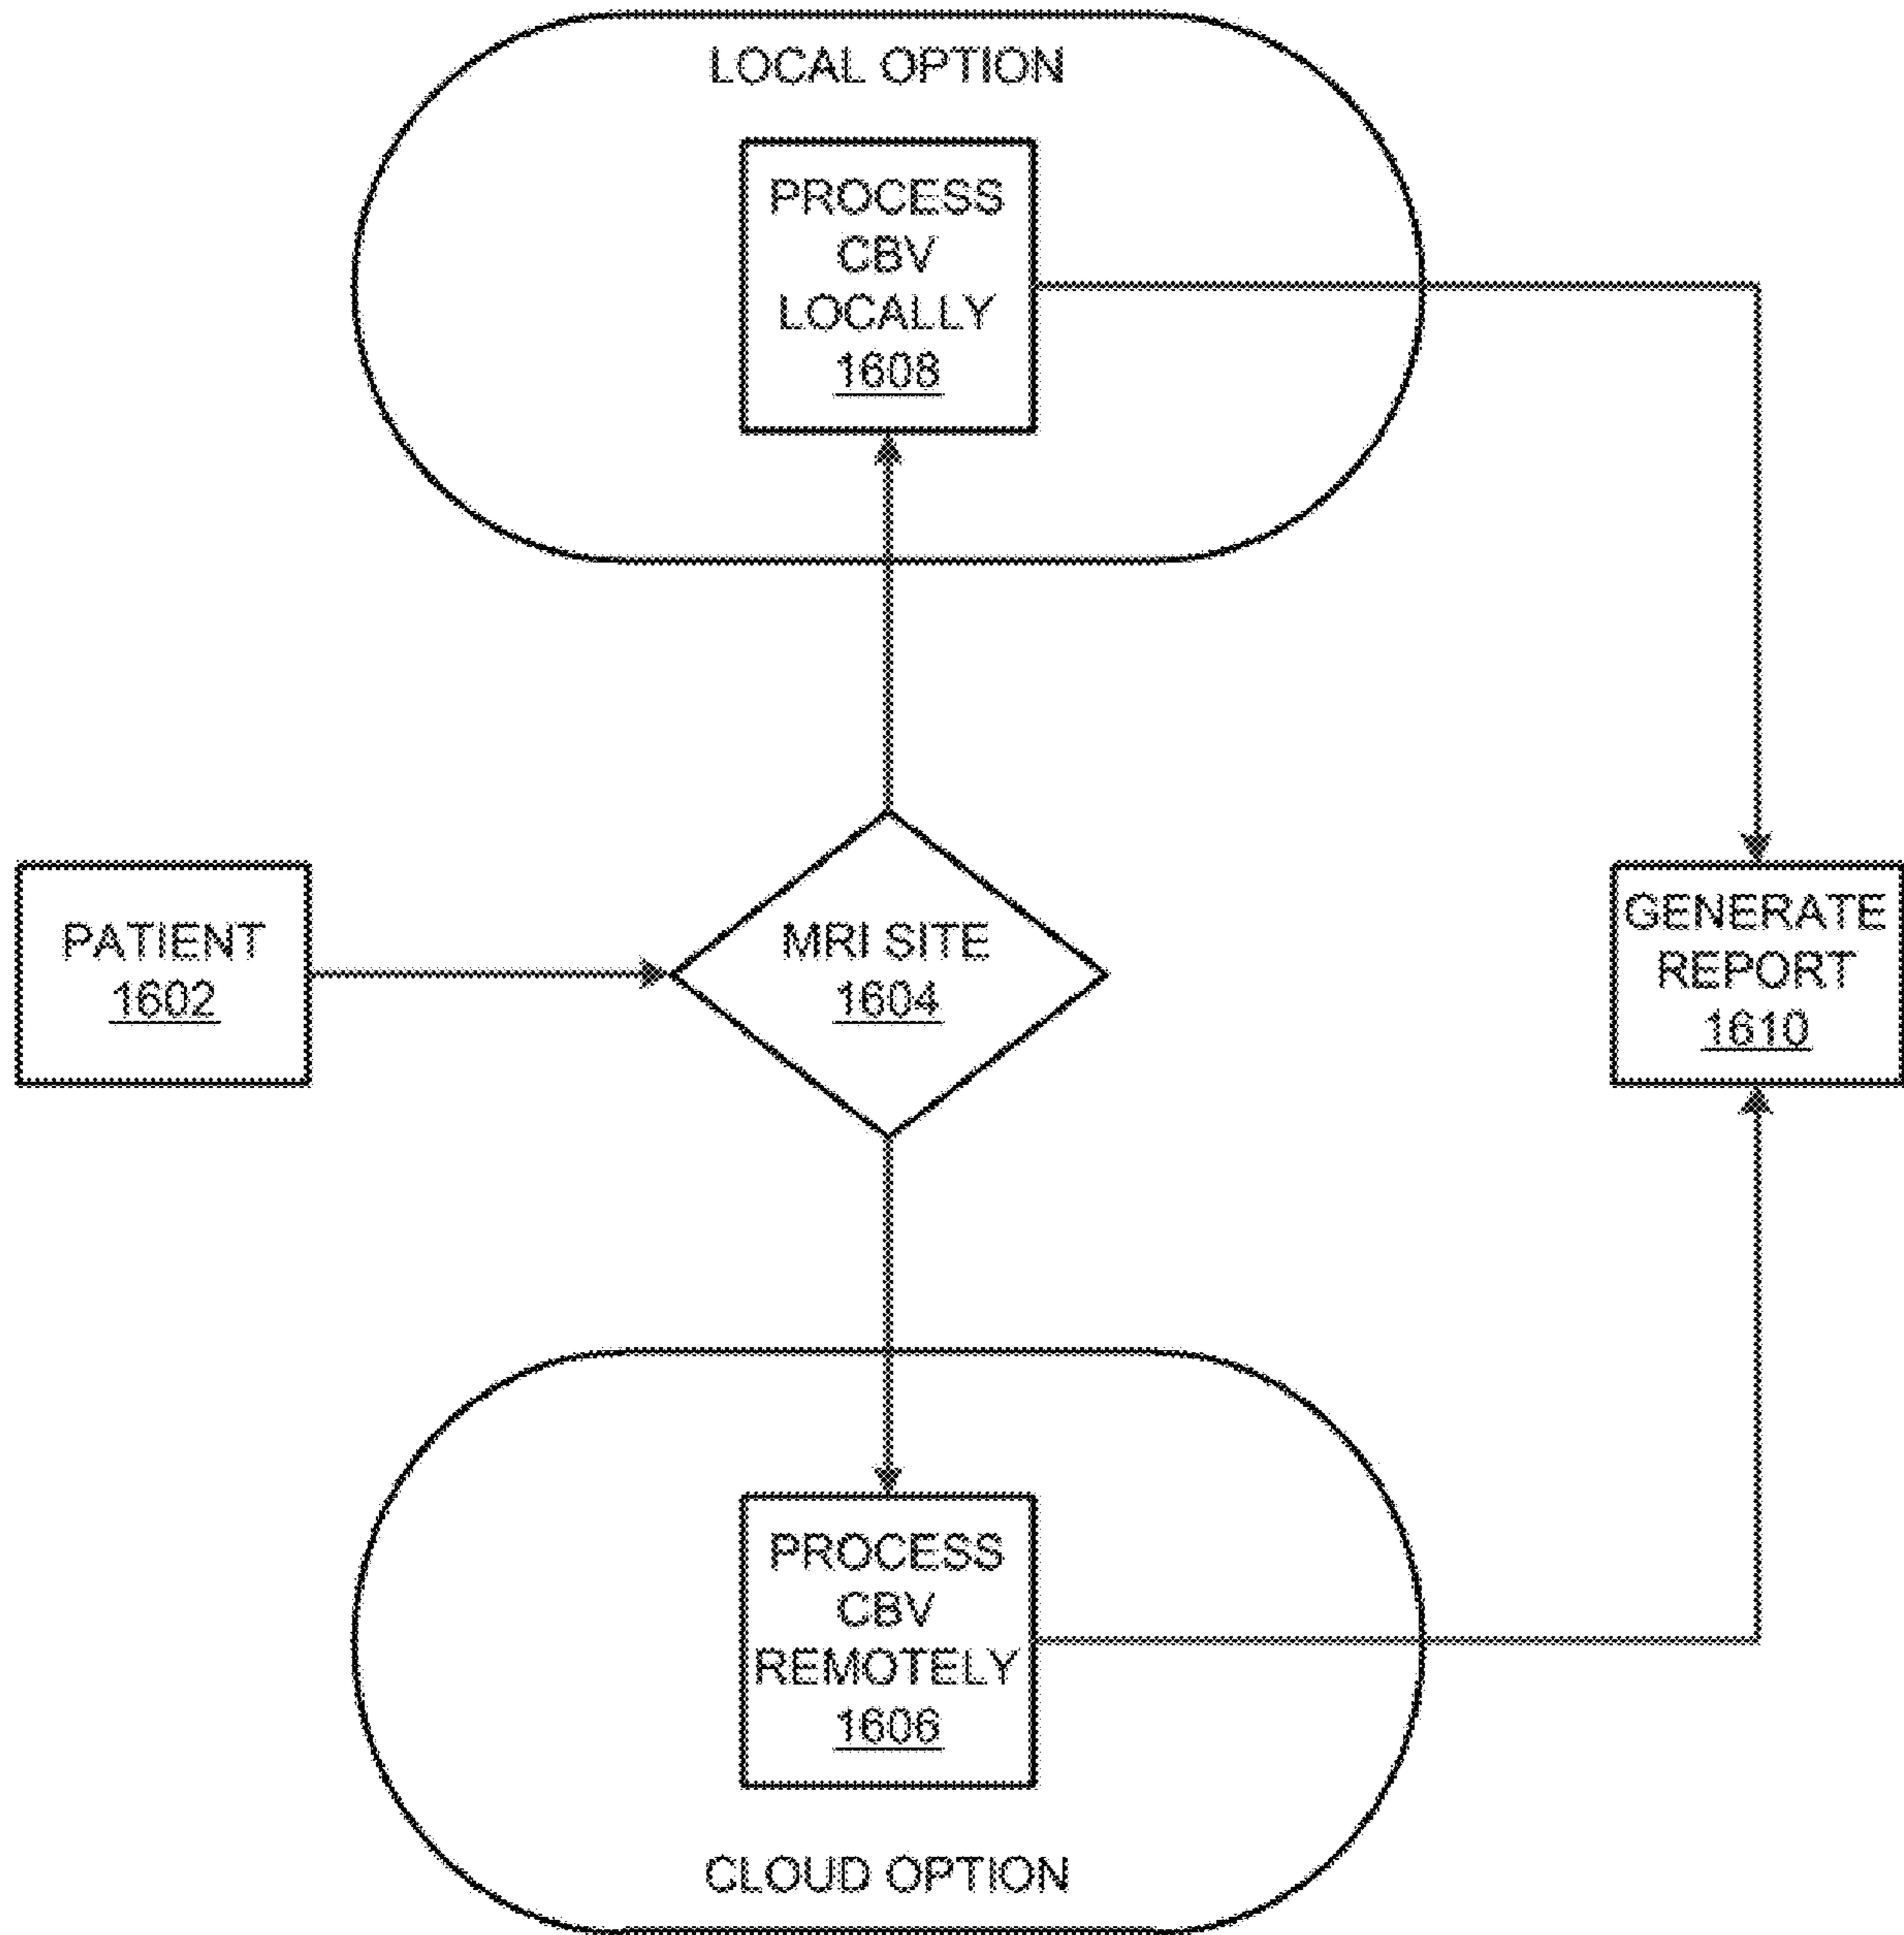 LOCAL OPTION
PROCESS
CBV
LOCALLY
1608
PATIENT
1602
MRI SITE
1604
GENERATE
REPORT
1610
PROCESS
CBV
REMOTELY
1606
CLOUD OPTION